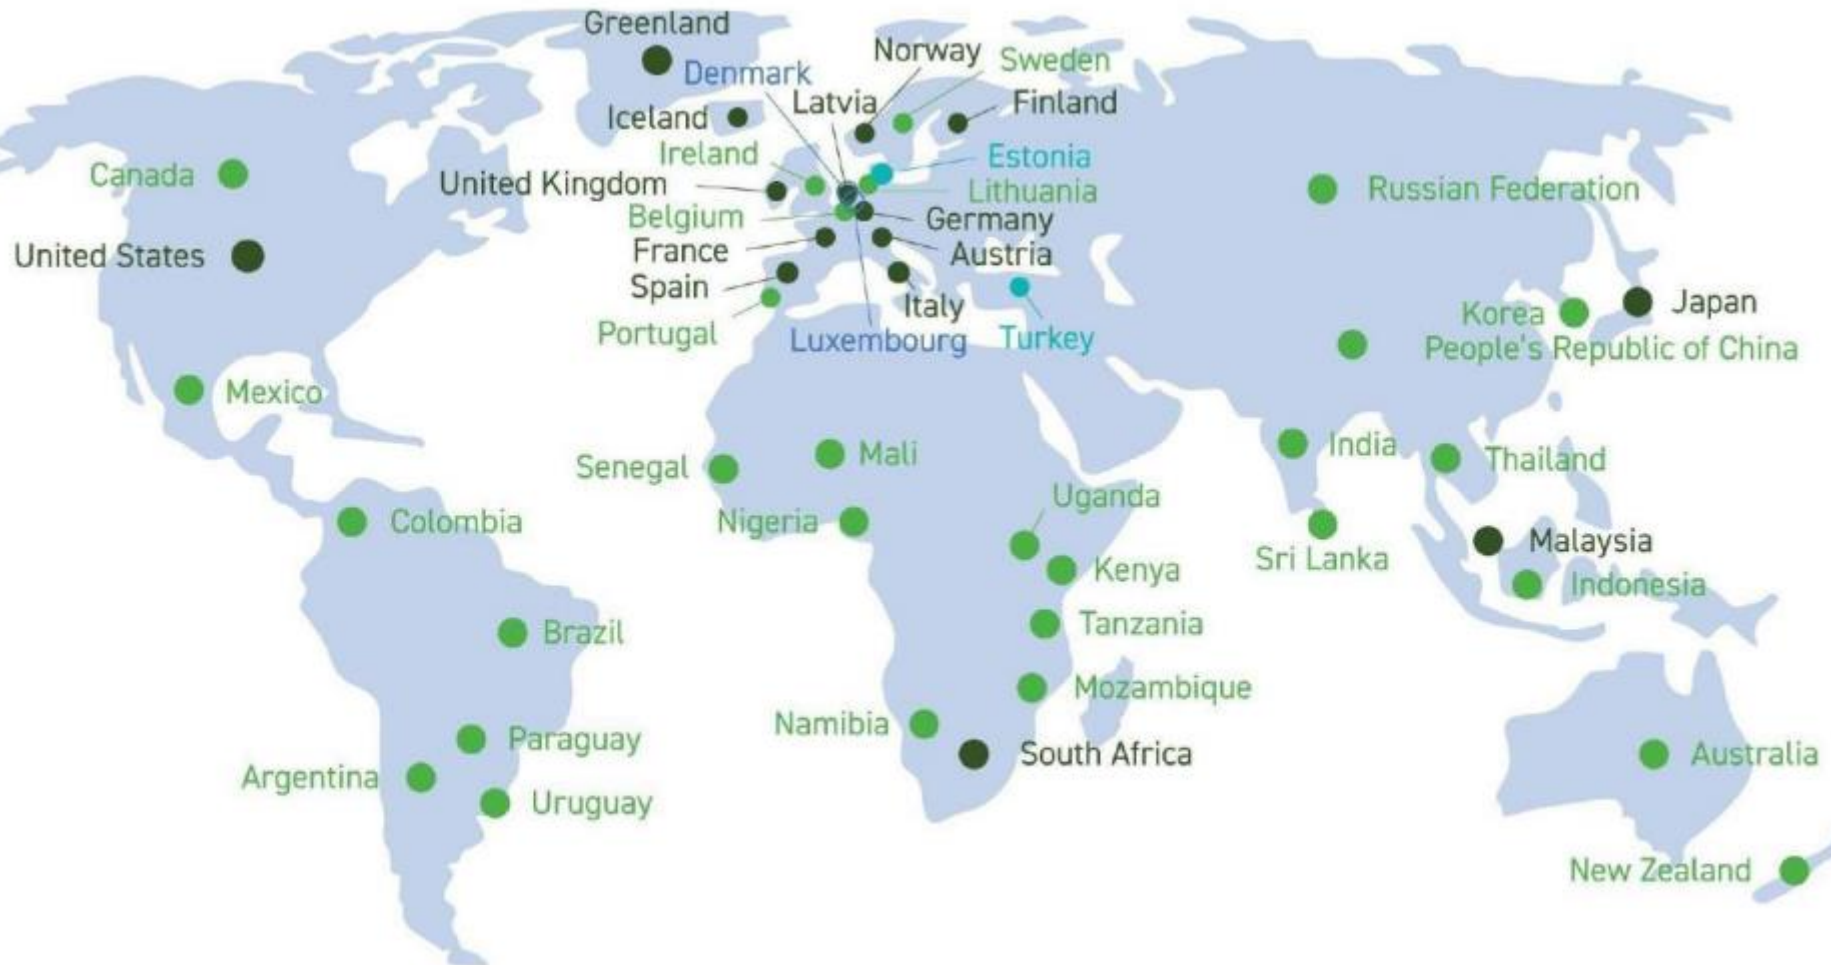 Greenland
Norway
Sweden
Denmark
Latvia
Finland
Iceland
Ireland
Estonia
Canada
United Kingdom
Lithuania
Russian Federation
Belgium
Germany
France
Austria
United States
Spain
Italy
Japan
Korea
Portugal
Luxembourg
Turkey
People's Republic of China
Mexico
India
Mali
Thailand
Senegal
Uganda
Colombia
Nigeria
Malaysia
Sri Lanka
Kenya
Indonesia
Tanzania
Brazil
Mozambique
Namibia
Paraguay
South Africa
Australia
Argentina
Uruguay
New Zealand